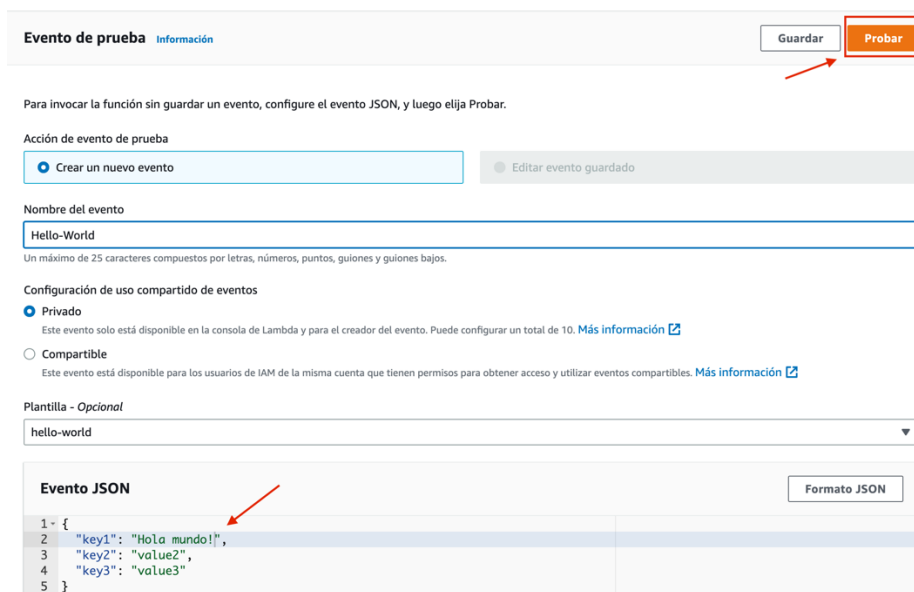 Evento de prueba Información
Guardar
Probar
Para invocar la función sin guardar un evento, configure el evento JSON, y luego elija Probar.
Acción de evento de prueba
Crear un nuevo evento
Editar evento guardado
Nombre del evento
Hello-World
Un máximo de 25 caracteres compuestos por letras, números, puntos, guiones y guiones bajos.
Configuración de uso compartido de eventos
Privado
Este evento solo está disponible en la consola de Lambda y para el creador del evento. Puede configurar un total de 10. Más información
Compartible
Este evento está disponible para los usuarios de IAM de la misma cuenta que tienen permisos para obtener acceso y utilizar eventos compartibles. Más información
Plantilla - Opcional
hello-world
Evento JSON
Formato JSON
1 {
2 "key1": "Hola mundo!",
3 "key2": "value2",
4 "key3": "value3"
5 }